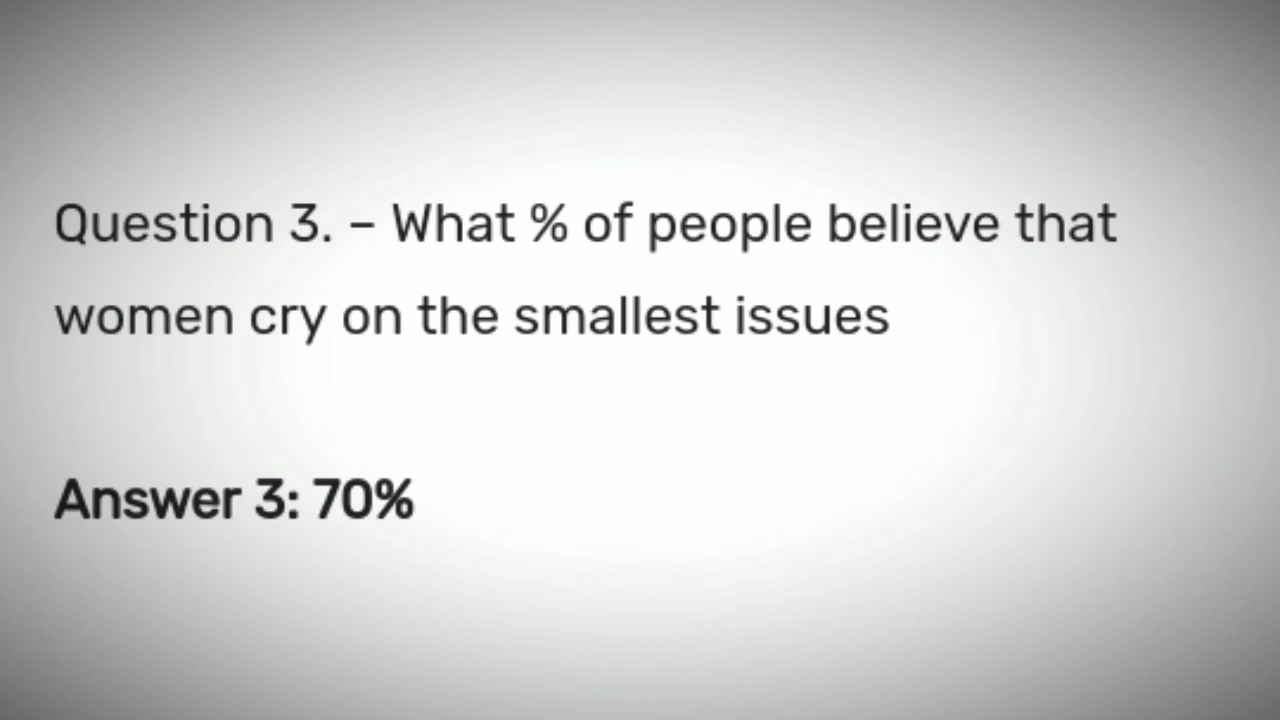 Question 3. – What % of people believe that
women cry on the smallest issues
Answer 3: 70%